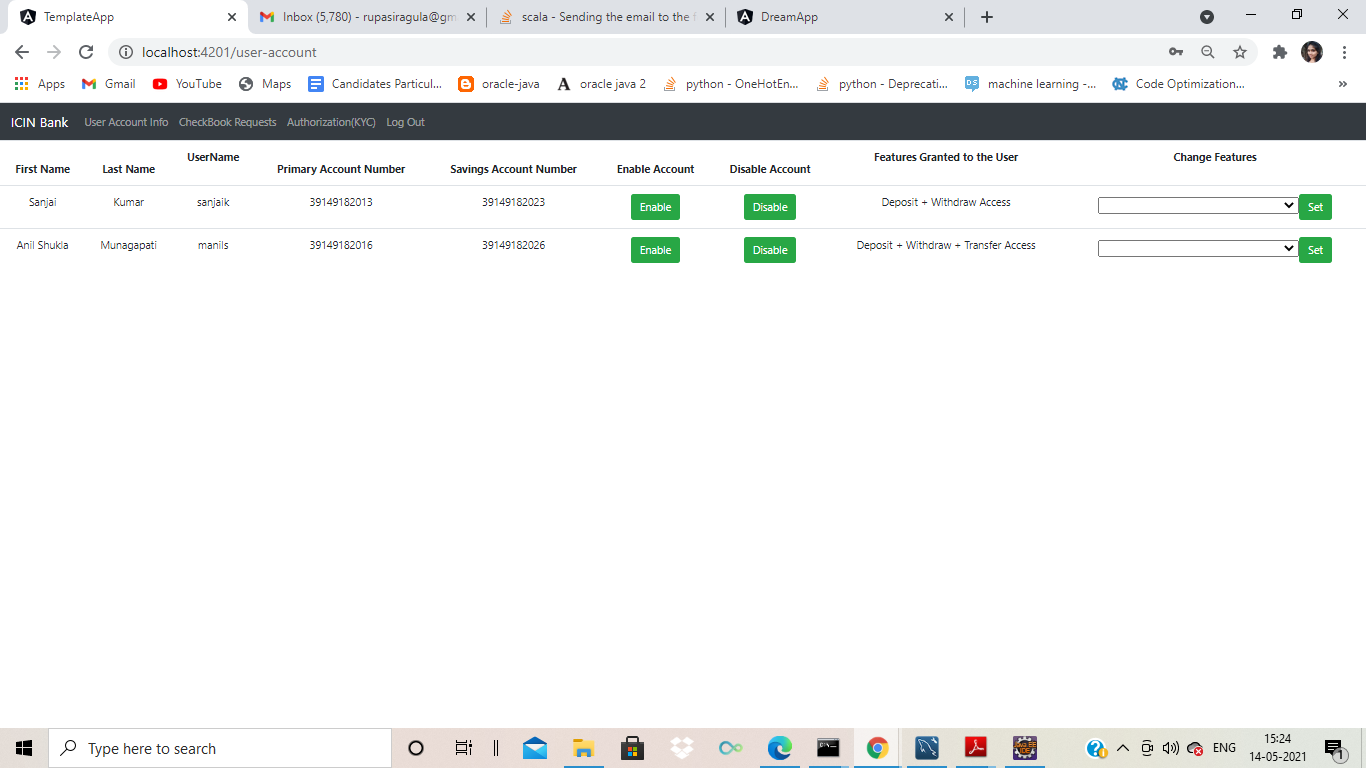 TemplateApp
Inbox (5,780) - rupasiragula@gm
scala - Sending the email to the f
DreamApp
localhost:4201/user-account
Apps
Gmail
YouTube
Maps
Candidates Particul...
oracle-java
oracle java 2
python - OneHotEn...
python - Deprecati...
machine learning -...
Code Optimization...
ICIN Bank User Account Info CheckBook Requests Authorization(KYC) Log Out
First Name Last Name UserName Primary Account Number Savings Account Number Enable Account Disable Account Features Granted to the User Change Features
Sanjai Kumar sanjaik 39149182013 39149182023 Enable Disable Deposit + Withdraw Access Set
Anil Shukla Munagapati manils 39149182016 39149182026 Enable Disable Deposit + Withdraw + Transfer Access Set
Type here to search
ENG
15:24
14-05-2021
1